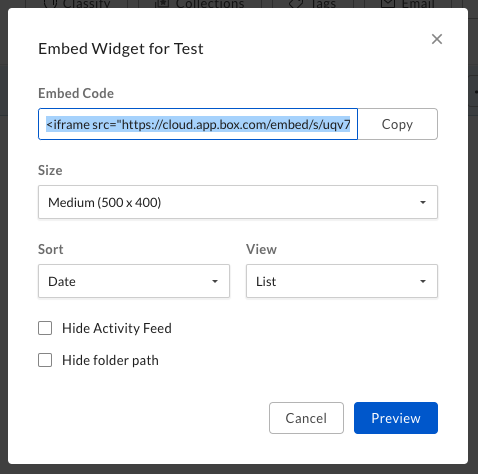 Classify Collections Tags Email
Embed Widget for Test
Embed Code
<iframe src="https://cloud.app.box.com/embed/s/uqv7
Copy
Size
Medium (500 x 400)
Sort View
Date List
Hide Activity Feed
Hide folder path
Cancel Preview